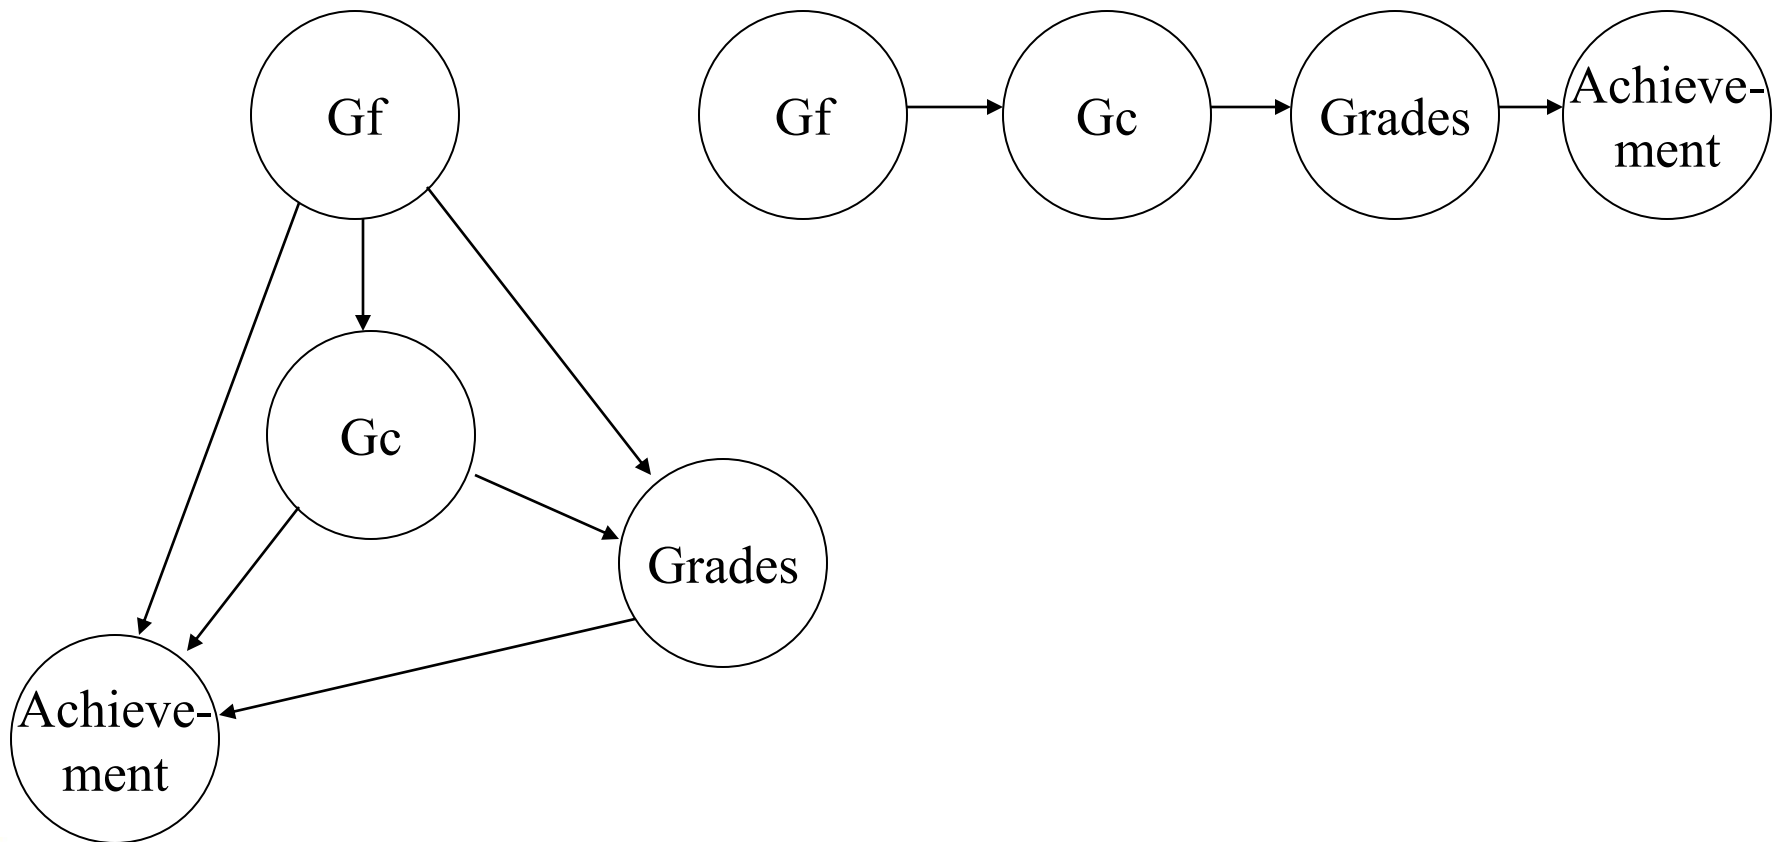 Gf
Gc
Grades
Achieve-
ment
Gf
Gc
Grades
Achieve-
ment